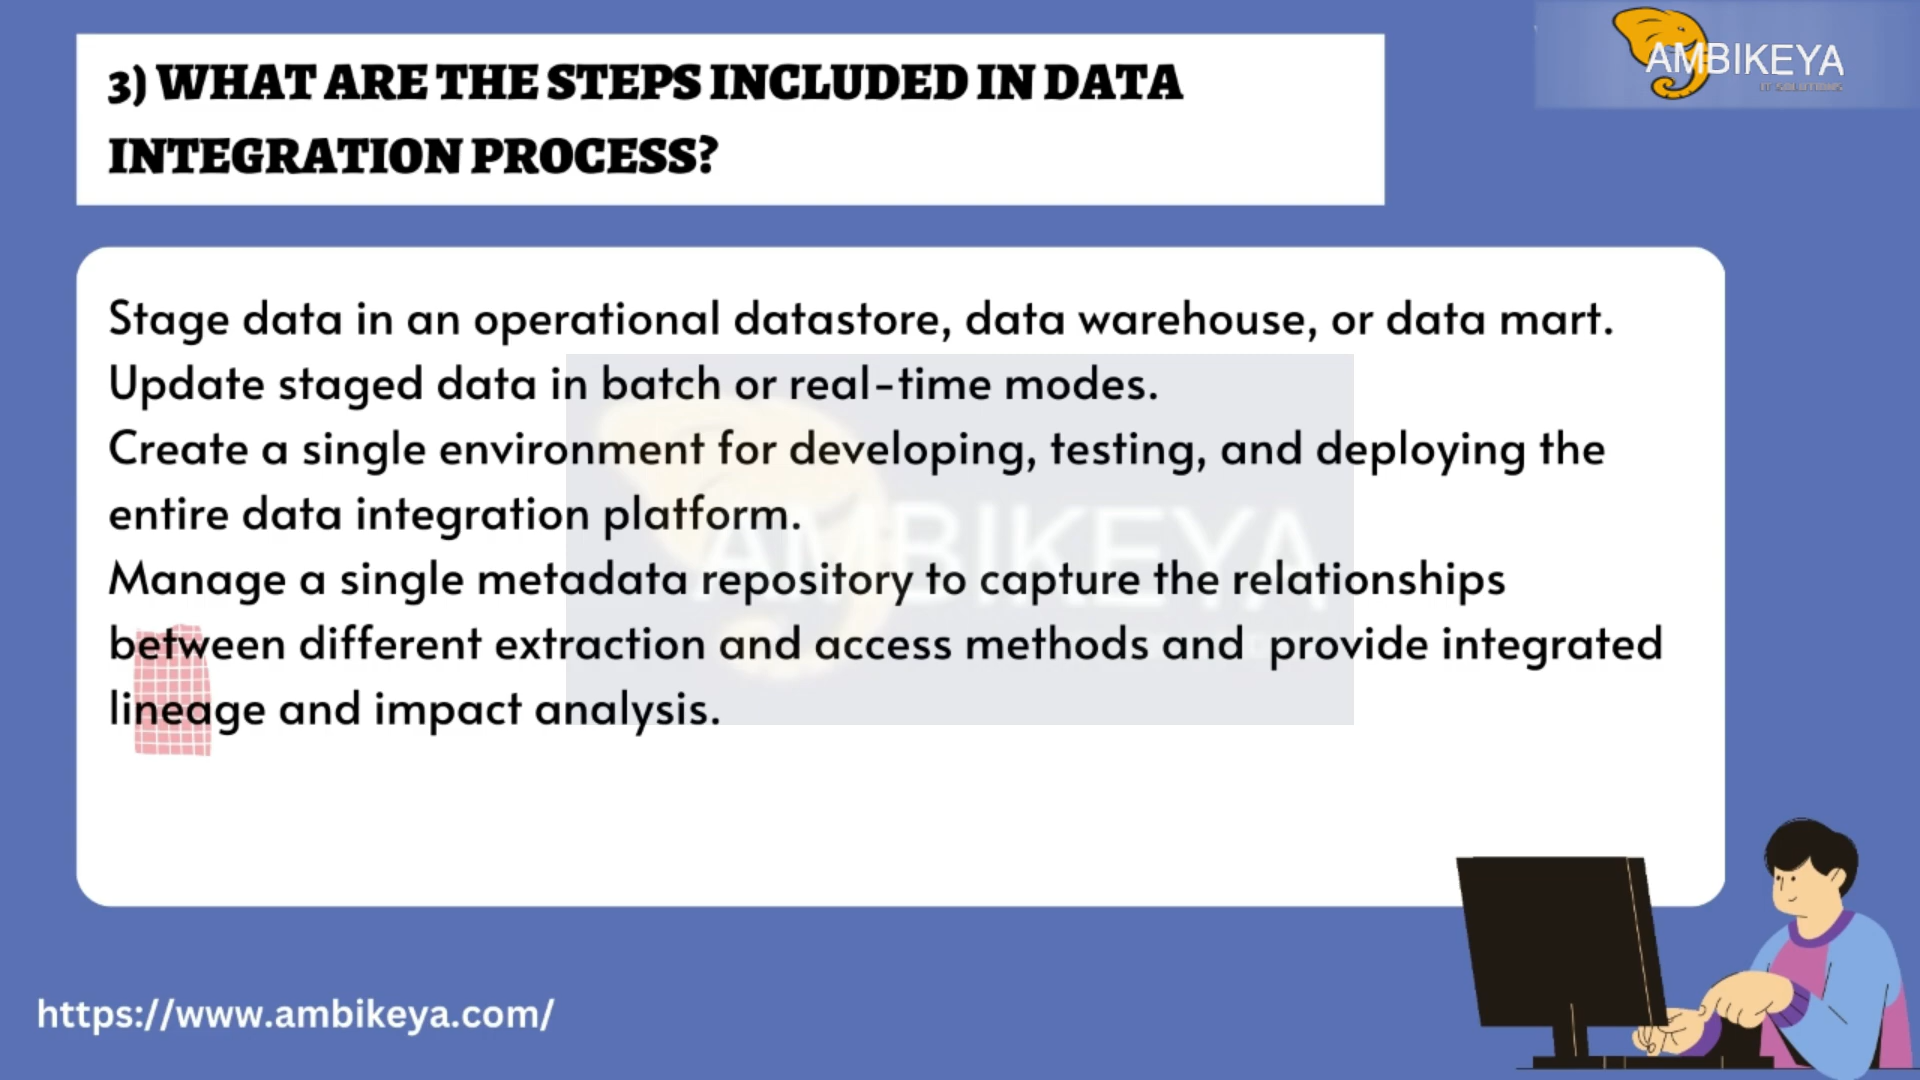 3) WHAT ARE THE STEPS INCLUDED IN DATA
INTEGRATION PROCESS?
AMBIKEYA
IT SOLUTIONS
Stage data in an operational datastore, data warehouse, or data mart.
Update staged data in batch or real-time modes.
Create a single environment for developing, testing, and deploying the
entire data integration platform.
Manage a single metadata repository to capture the relationships
between different extraction and access methods and provide integrated
lineage and impact analysis.
AMBIKEYA
https://www.ambikeya.com/